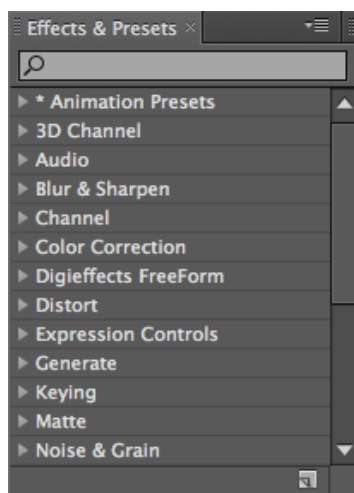 Effects & Presets
* Animation Presets
3D Channel
Audio
Blur & Sharpen
Channel
Color Correction
Digieffects FreeForm
Distort
Expression Controls
Generate
Keying
Matte
Noise & Grain